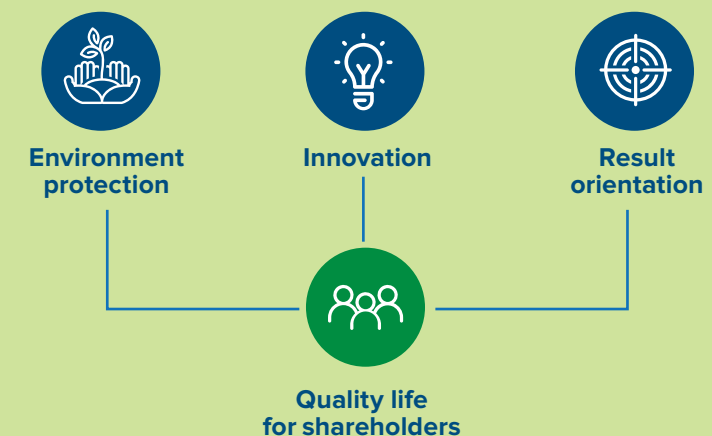 Environment
protection
Innovation
Result
orientation
Quality life
for shareholders